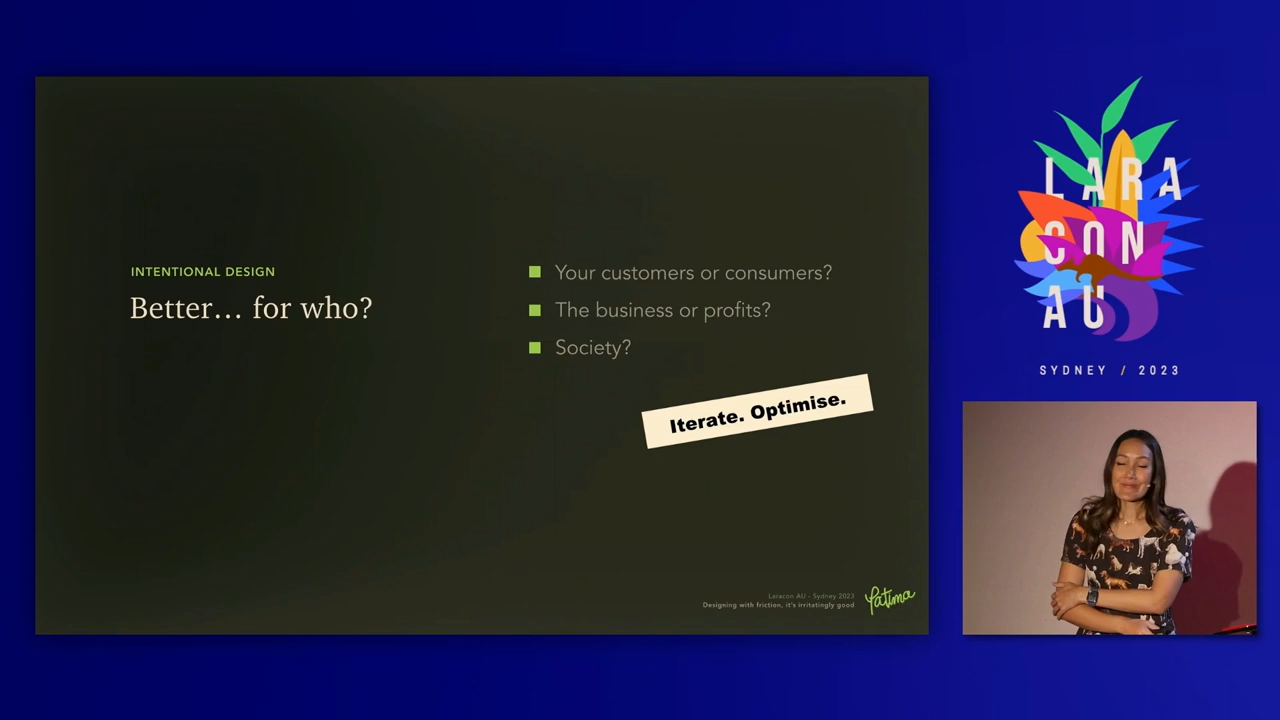 INTENTIONAL DESIGN
Better... for who?
Your customers or consumers?
The business or profits?
Society?
Iterate. Optimise.
Laracon AU - Sydney 2023
Designing with friction, it's irritatingly good
Fatima
LARA
CON
AU
SYDNEY / 2023